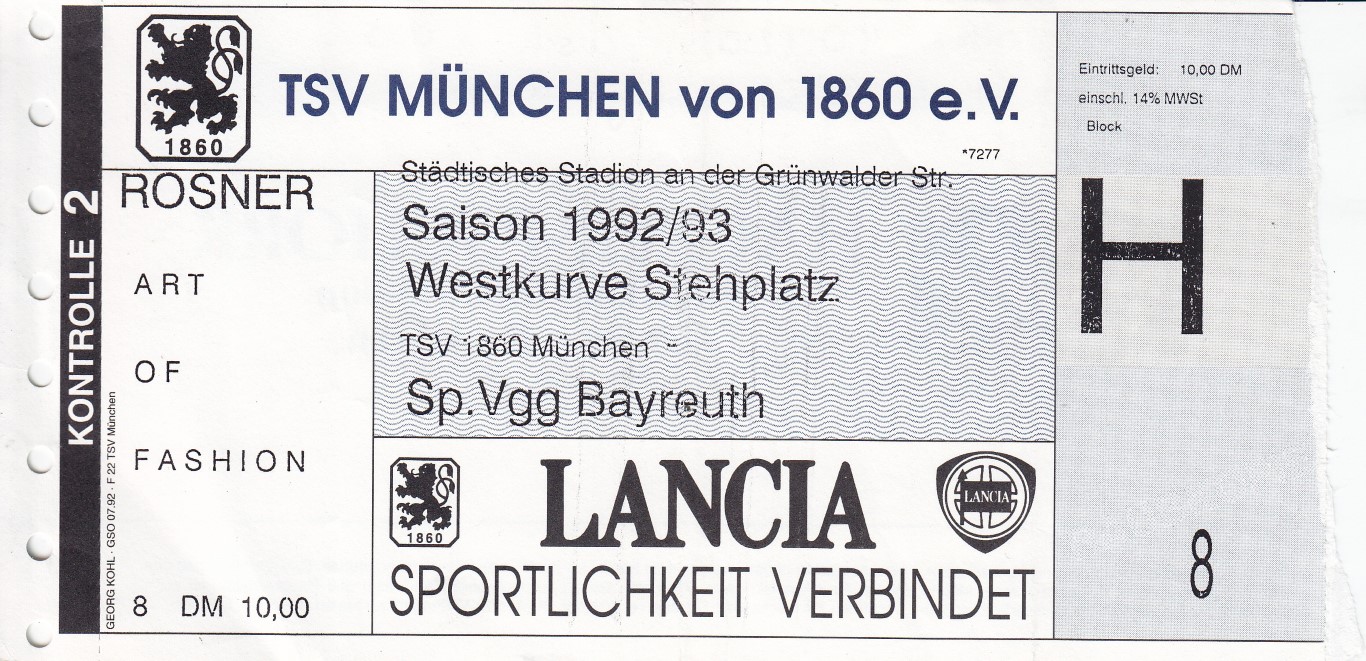 1860
TSV MÜNCHEN von 1860 e.V.
*7277
Eintrittsgeld: 10,00 DM
einschl. 14% MWSt
Block
H
8
KONTROLLE 2
GEORG KOHL · GSO 07.92 · F 22 TSV München
ROSNER
ART
OF
FASHION
8 DM 10,00
Städtisches Stadion an der Grünwalder Str.
Saison 1992/93
Westkurve Stehplatz
TSV 1860 München -
Sp.Vgg Bayreuth
1860
LANCIA
LANCIA
SPORTLICHKEIT VERBINDET